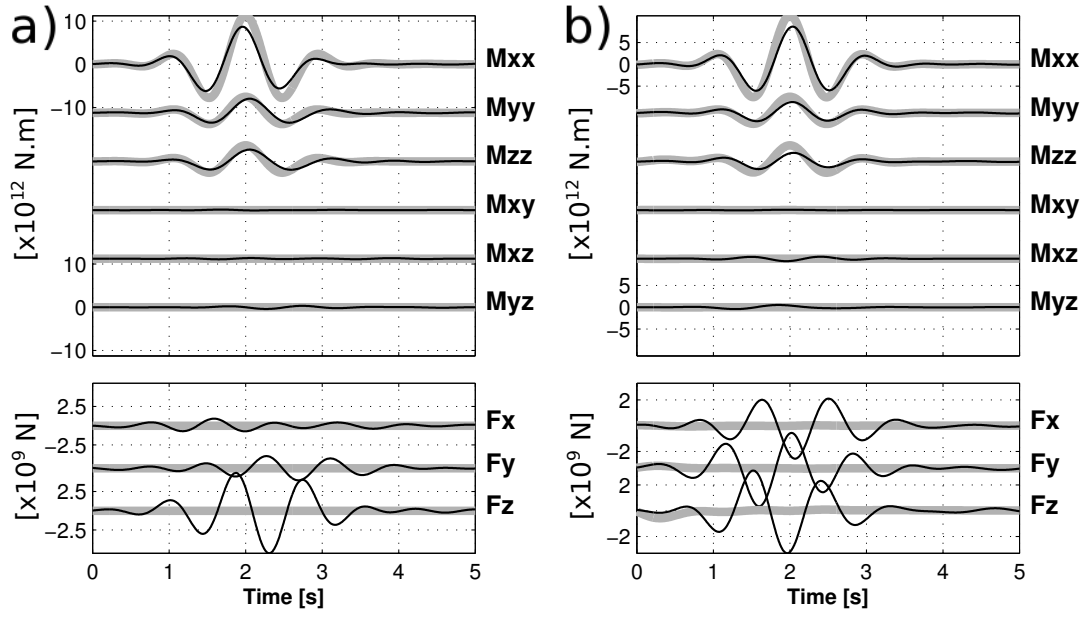 a)
10
0
−10
10
0
−10
[x10¹² N.m]
Mxx
Myy
Mzz
Mxy
Mxz
Myz
2.5
−2.5
2.5
−2.5
[x10⁹ N]
Fx
Fy
Fz
0 1 2 3 4 5
Time [s]
b)
5
0
−5
5
0
−5
[x10¹² N.m]
Mxx
Myy
Mzz
Mxy
Mxz
Myz
2
−2
2
−2
[x10⁹ N]
Fx
Fy
Fz
0 1 2 3 4 5
Time [s]